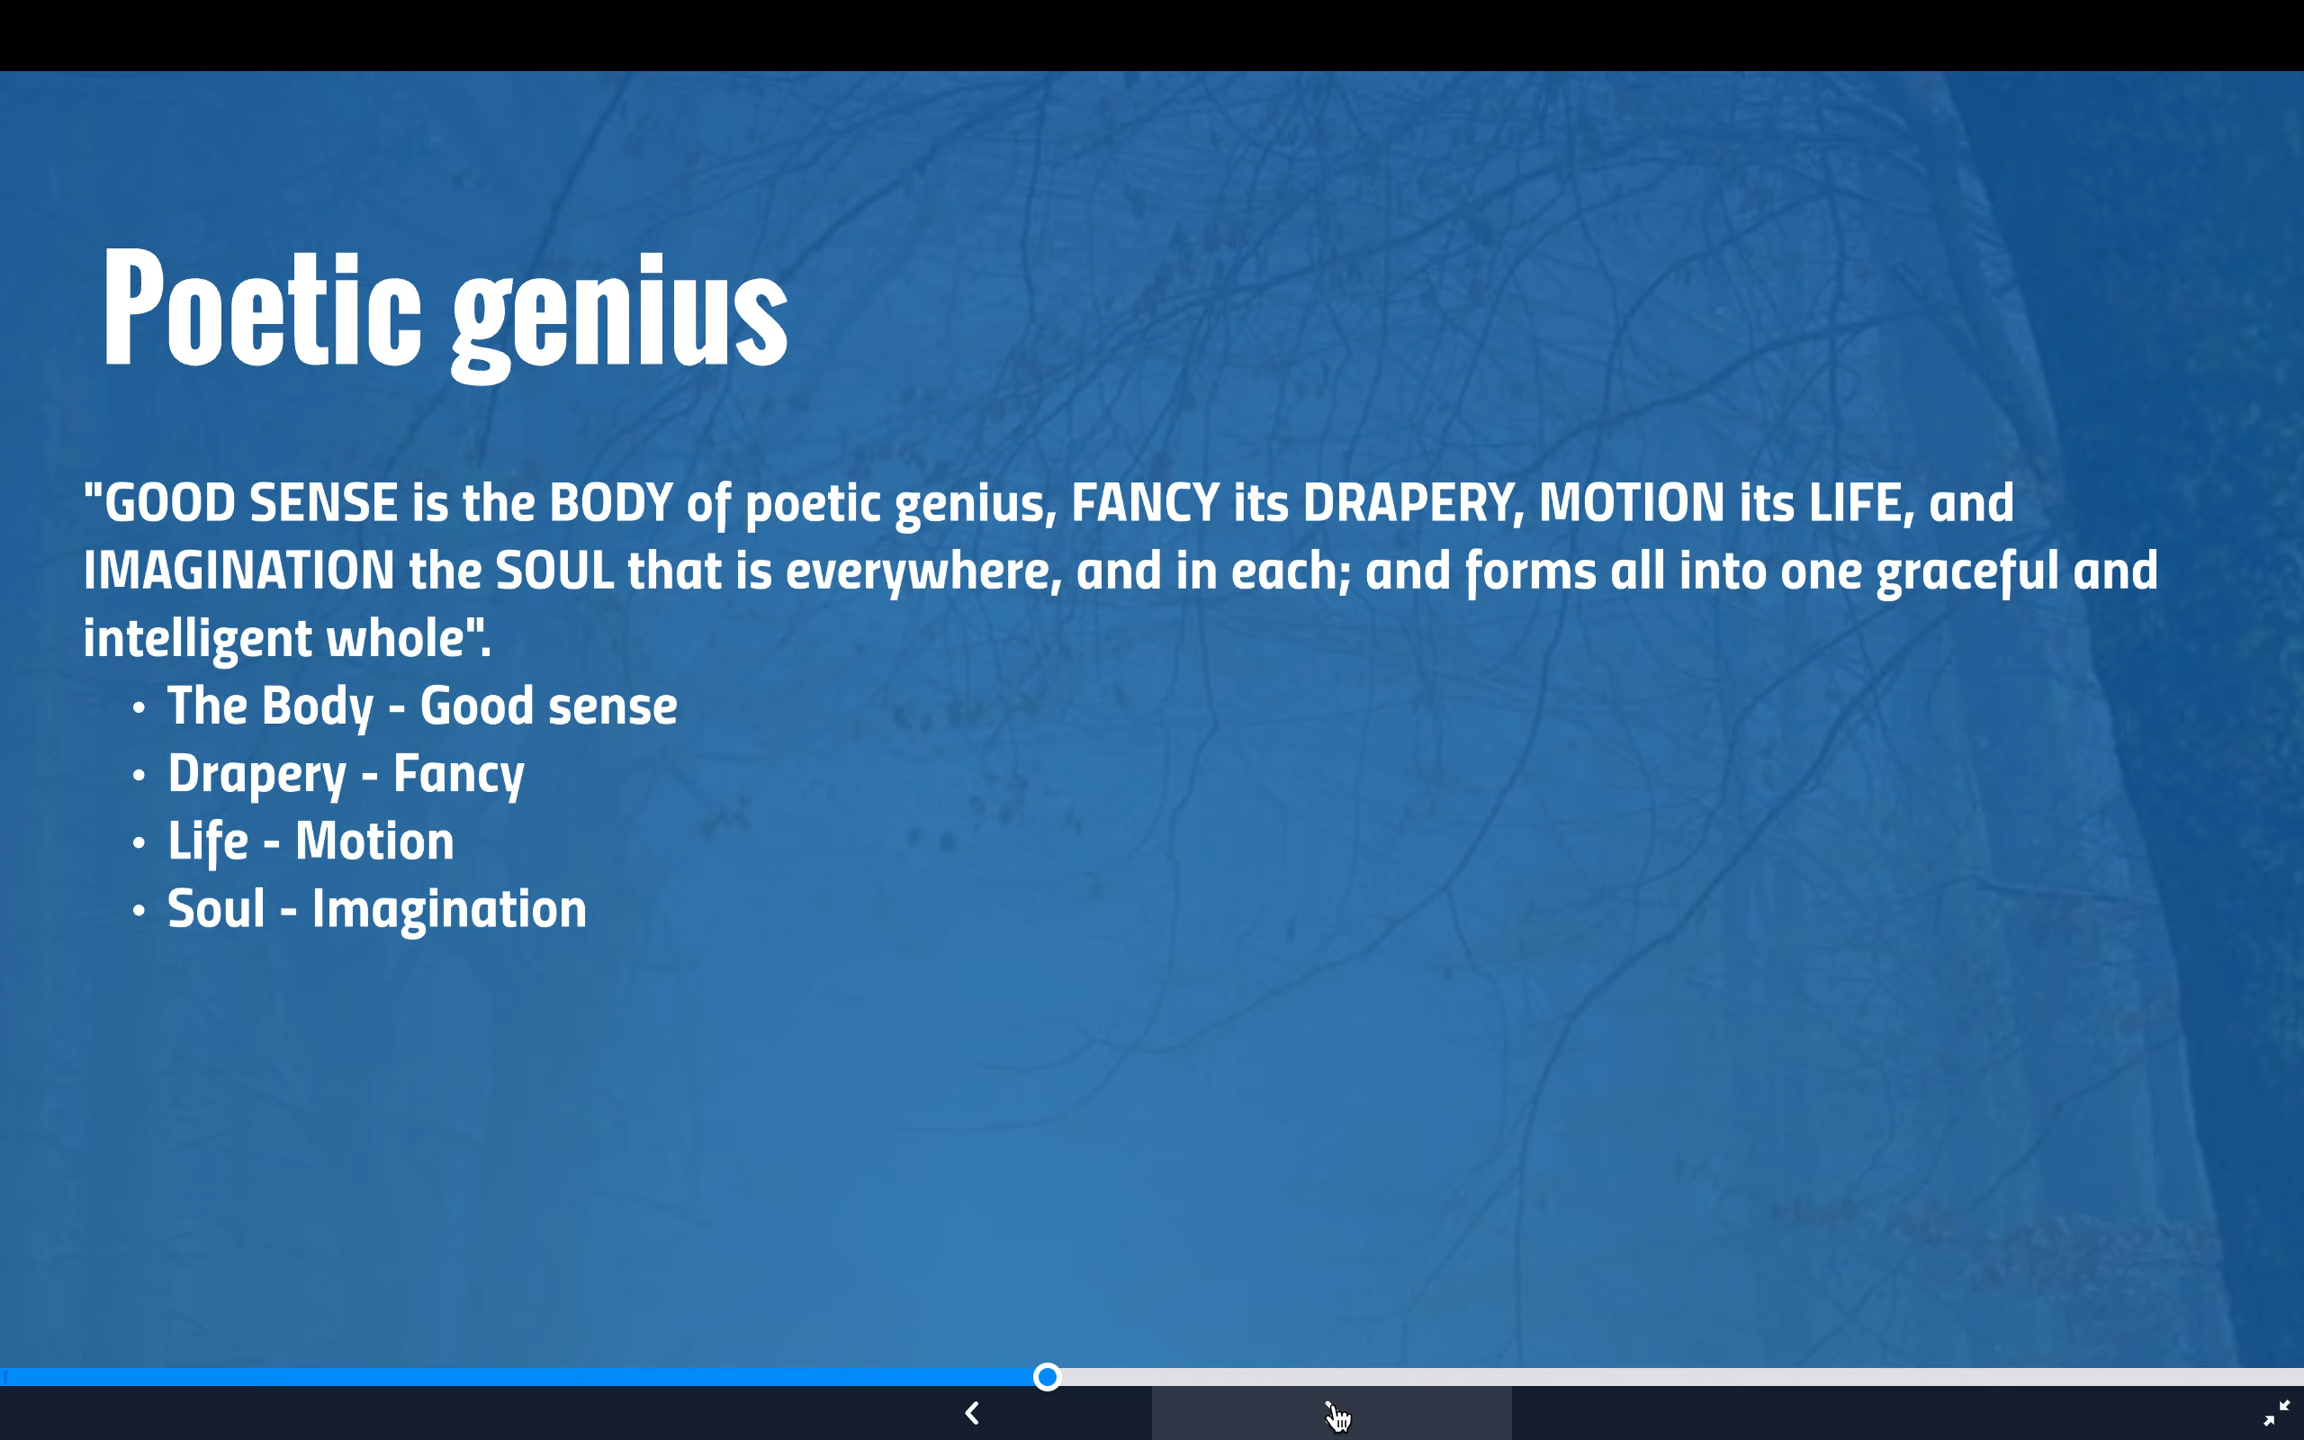 Poetic genius
"GOOD SENSE is the BODY of poetic genius, FANCY its DRAPERY, MOTION its LIFE, and
IMAGINATION the SOUL that is everywhere, and in each; and forms all into one graceful and
intelligent whole".
• The Body - Good sense
• Drapery - Fancy
• Life - Motion
• Soul - Imagination